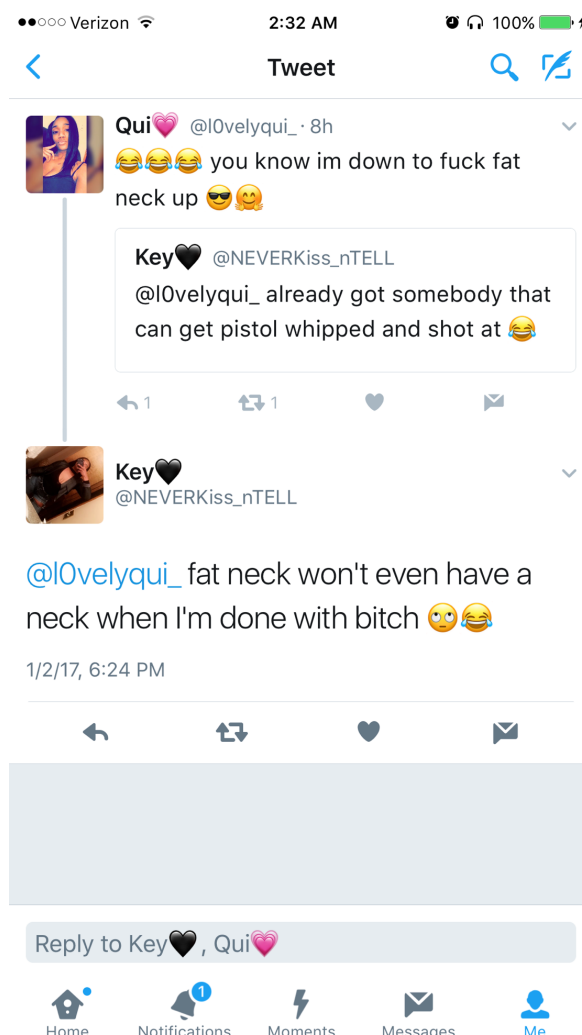 Verizon 2:32 AM 100%
Tweet
Qui💗 @l0velyqui_ · 8h
😂😂😂 you know im down to fuck fat
neck up 😎🤗
Key🖤 @NEVERKiss_nTELL
@l0velyqui_ already got somebody that
can get pistol whipped and shot at 😂
1 1
Key🖤
@NEVERKiss_nTELL
@l0velyqui_ fat neck won't even have a
neck when I'm done with bitch 🙄😂
1/2/17, 6:24 PM
Reply to Key🖤, Qui💗
1
Home Notifications Moments Messages Me